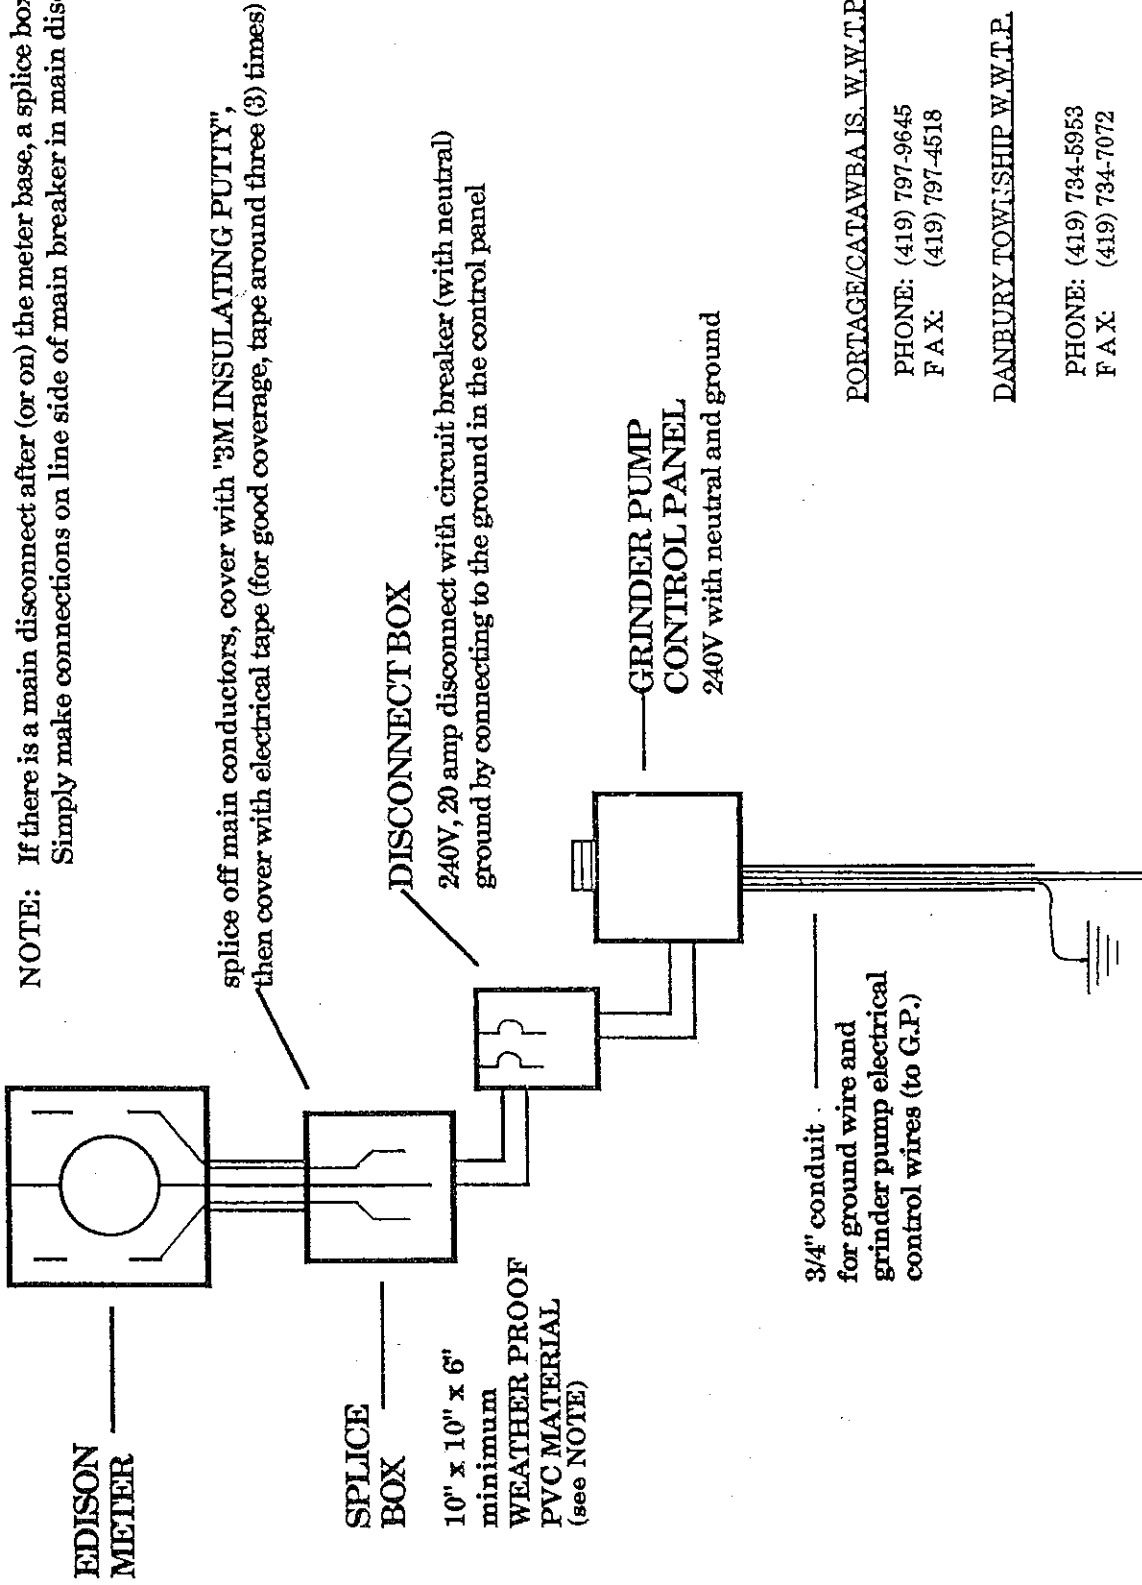 NOTE: If there is a main disconnect after (or on) the meter base, a splice box
Simply make connections on line side of main breaker in main
splice off main conductors, cover with "3M INSULATING PUTTY",
then cover with electrical tape (for good coverage, tape around three (3) times)
EDISON
METER
SPLICE
BOX
10" x 10" x 6"
minimum
WEATHER PROOF
PVC MATERIAL
(see NOTE)
DISCONNECT BOX
240V, 20 amp disconnect with circuit breaker (with neutral)
ground by connecting to the ground in the control panel
GRINDER PUMP
CONTROL PANEL
240V with neutral and ground
3/4" conduit
for ground wire and
grinder pump electrical
control wires (to G.P.)
PORTAGE/CATAWBA IS. W.W.T.P.
PHONE: (419) 797-9645
FAX: (419) 797-4518
DANBURY TOWNSHIP W.W.T.P.
PHONE: (419) 734-5953
FAX: (419) 734-7072